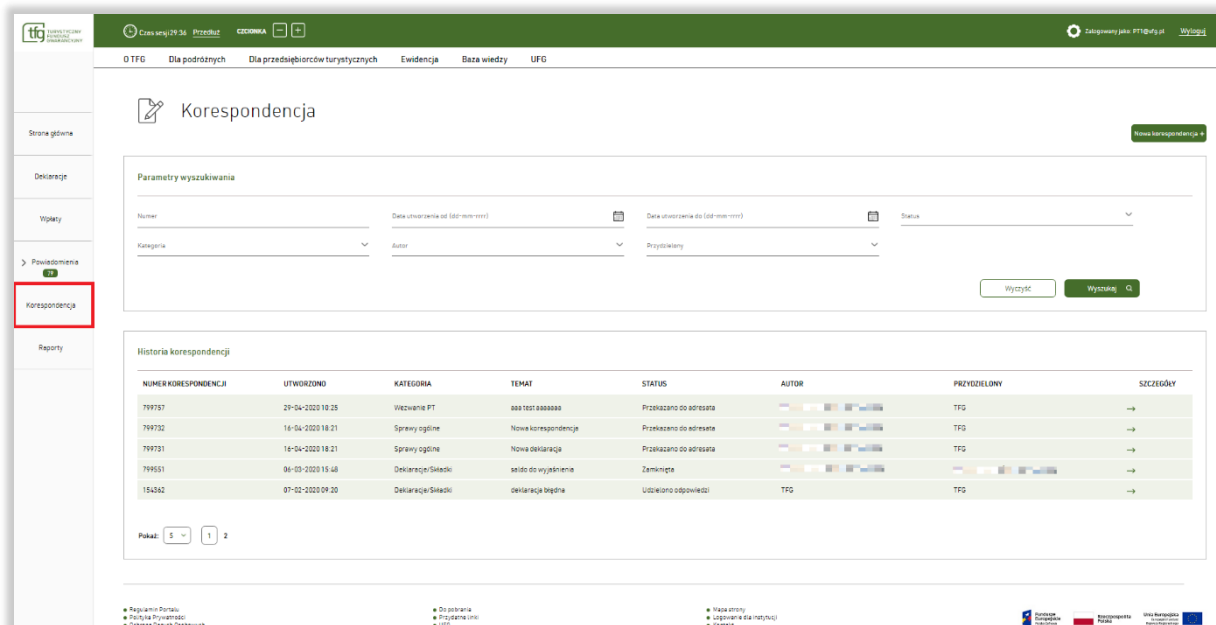 tfg TURYSTYCZNY FUNDUSZ GWARANCYJNY
Czas sesji 29:36 Przedłuż CZCIONKA − +
Zalogowany jako: PT1@ufg.pl Wyloguj
O TFG Dla podróżnych Dla przedsiębiorców turystycznych Ewidencja Baza wiedzy UFG
Strona główna
Deklaracje
Wpłaty
Powiadomienia
29
Korespondencja
Raporty
Korespondencja
Nowa korespondencja +
Parametry wyszukiwania
Numer Data utworzenia od (dd-mm-rrrr) Data utworzenia do (dd-mm-rrrr) Status
Kategoria Autor Przydzielony
Wyczyść Wyszukaj
Historia korespondencji
NUMER KORESPONDENCJI UTWORZONO KATEGORIA TEMAT STATUS AUTOR PRZYDZIELONY SZCZEGÓŁY
799757 29-04-2020 10:25 Wezwanie PT aaa test aaaaaaa Przekazano do adresata TFG →
799732 16-04-2020 18:21 Sprawy ogólne Nowa korespondencja Przekazano do adresata TFG →
799731 16-04-2020 18:21 Sprawy ogólne Nowa deklaracja Przekazano do adresata TFG →
799551 06-03-2020 15:48 Deklaracje/Składki saldo do wyjaśnienia Zamknięta →
154362 07-02-2020 09:20 Deklaracje/Składki deklaracja błędna Udzielono odpowiedzi TFG TFG →
Pokaż: 5 1 2
Regulamin Portalu Do pobrania Mapa strony
Polityka Prywatności Przydatne linki Logowanie dla instytucji
Ochrona Danych Osobowych UFG Kontakt
Fundusze Europejskie
Rzeczpospolita Polska
Unia Europejska